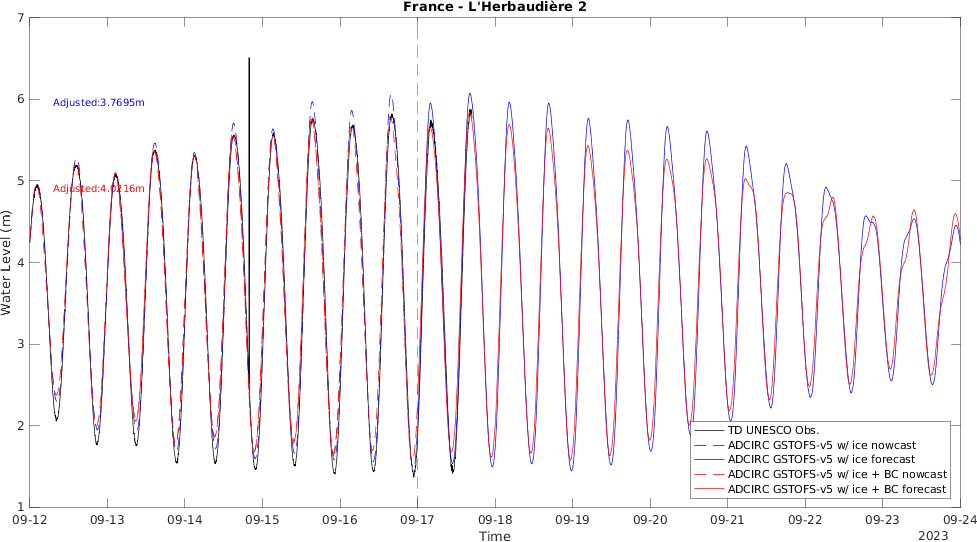 France - L'Herbaudière 2
7
6
5
4
3
2
1
Water Level (m)
Adjusted:3.7695m
Adjusted:4.0216m
TD UNESCO Obs.
ADCIRC GSTOFS-v5 w/ ice nowcast
ADCIRC GSTOFS-v5 w/ ice forecast
ADCIRC GSTOFS-v5 w/ ice + BC nowcast
ADCIRC GSTOFS-v5 w/ ice + BC forecast
09-12 09-13 09-14 09-15 09-16 09-17 09-18 09-19 09-20 09-21 09-22 09-23 09-24
Time
2023